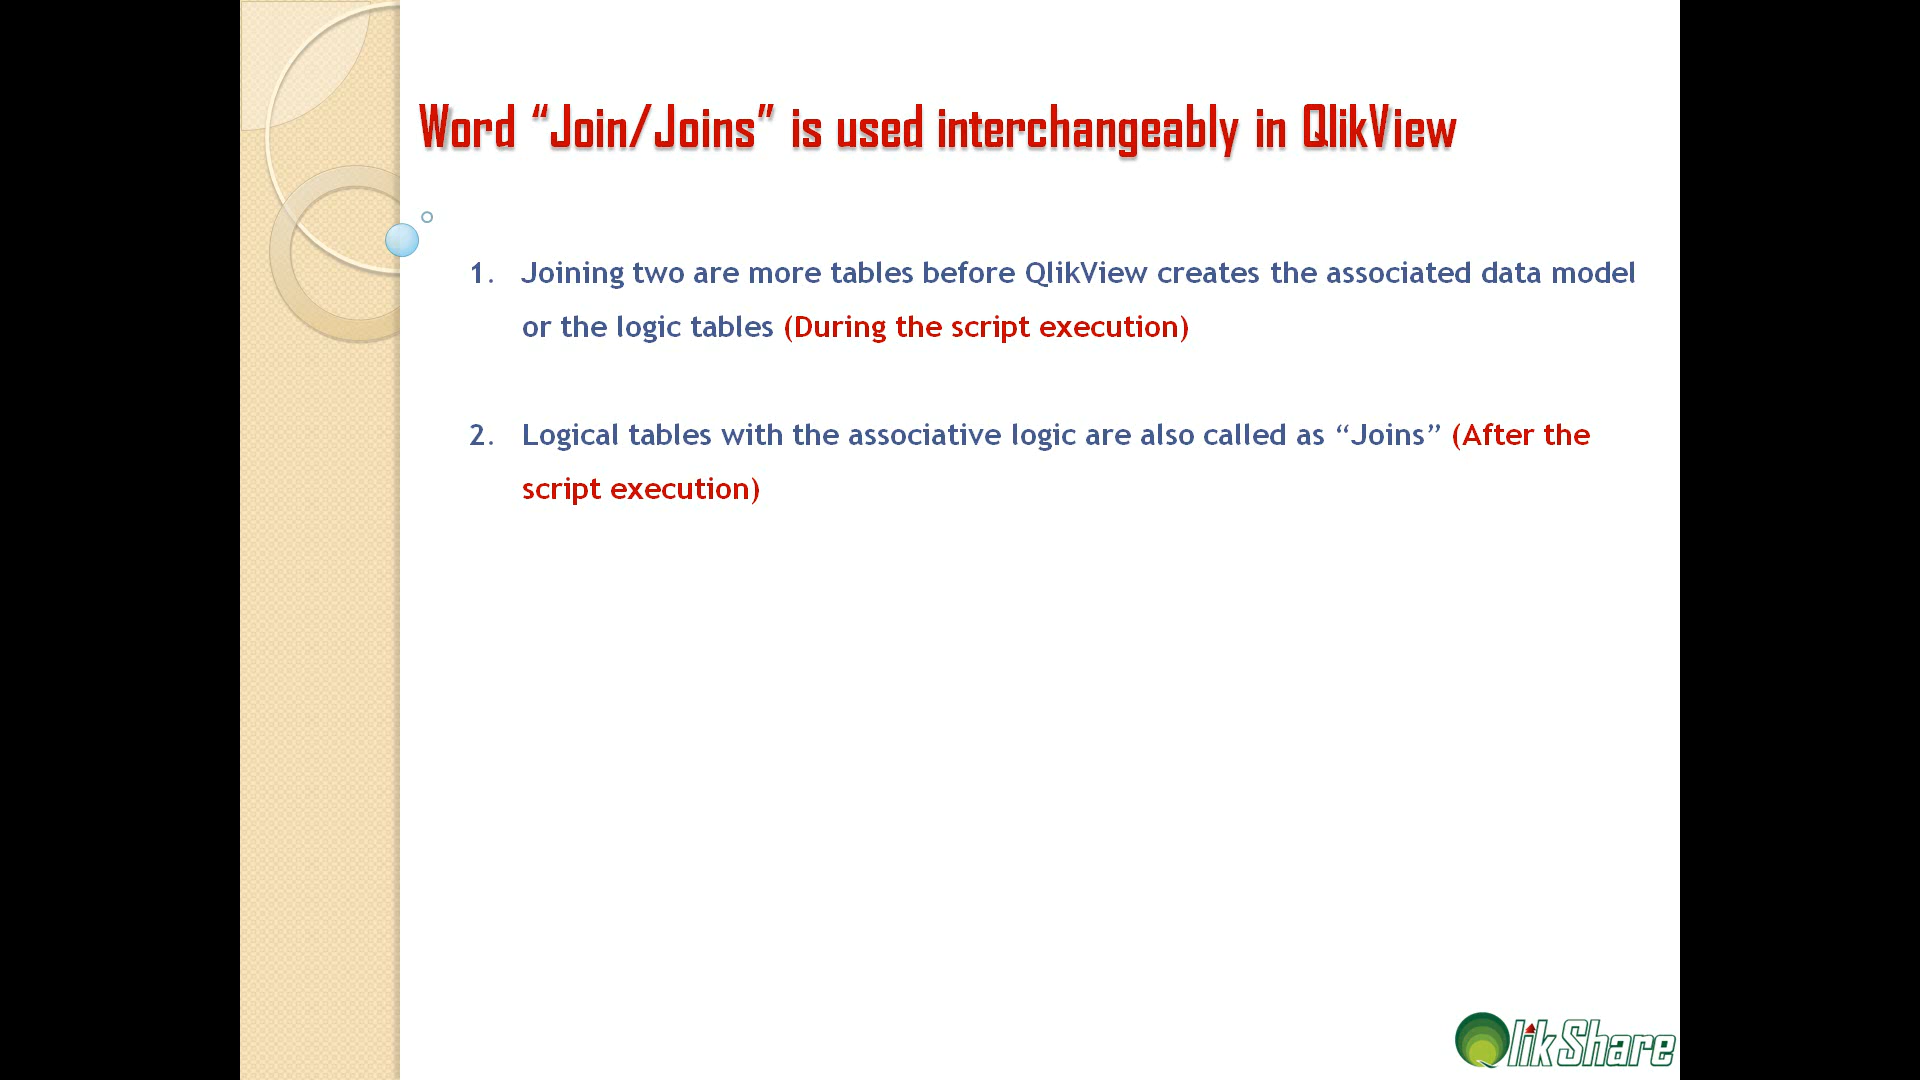 Word “Join/Joins” is used interchangeably in QlikView
1. Joining two are more tables before QlikView creates the associated data model
or the logic tables (During the script execution)
2. Logical tables with the associative logic are also called as “Joins” (After the
script execution)
QlikShare